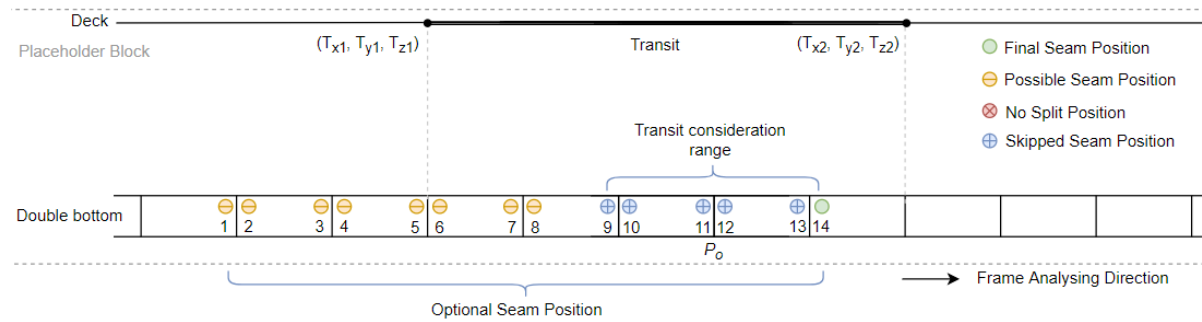 Deck
Placeholder Block
(Tx1, Ty1, Tz1)
Transit
(Tx2, Ty2, Tz2)
Final Seam Position
Possible Seam Position
No Split Position
Skipped Seam Position
Transit consideration
range
Double bottom
1 2 3 4 5 6 7 8 9 10 11 12 13 14
Po
Frame Analysing Direction
Optional Seam Position